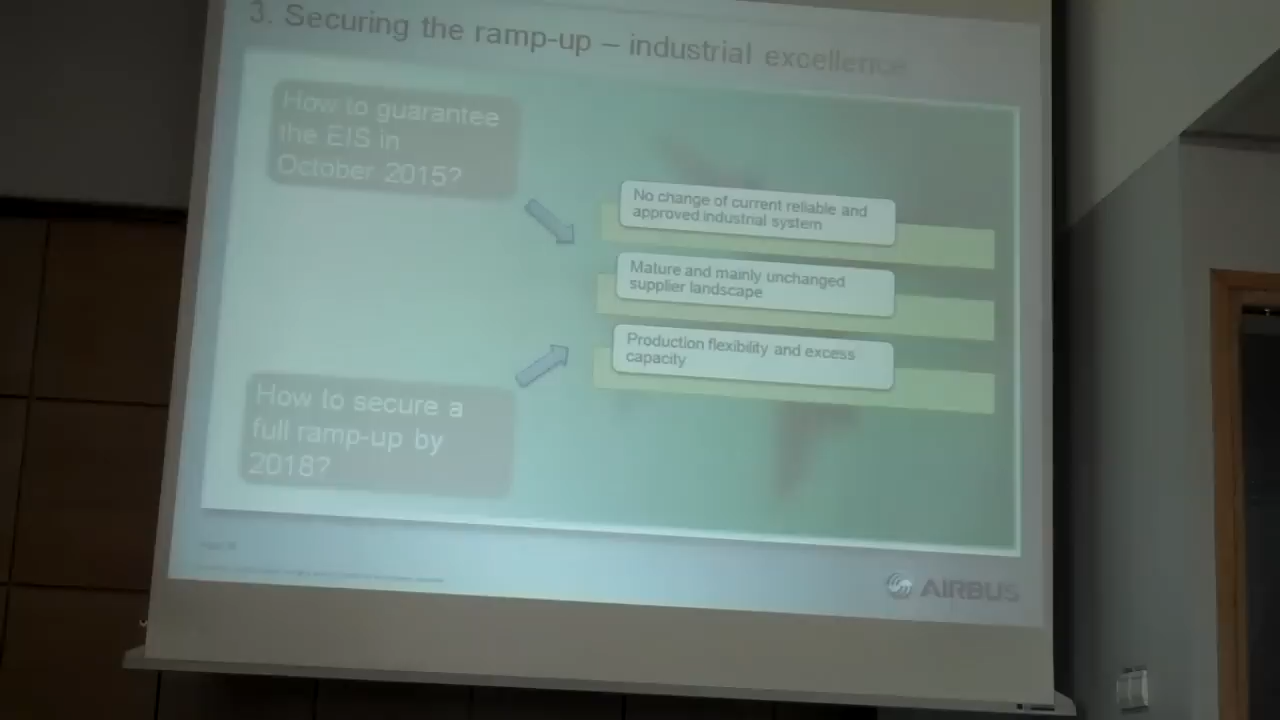 3. Securing the ramp-up – industrial excellence
How to guarantee
the EIS in
October 2015?
No change of current reliable and
approved industrial system
Mature and mainly unchanged
supplier landscape
Production flexibility and excess
capacity
How to secure a
full ramp-up by
2018?
AIRBUS